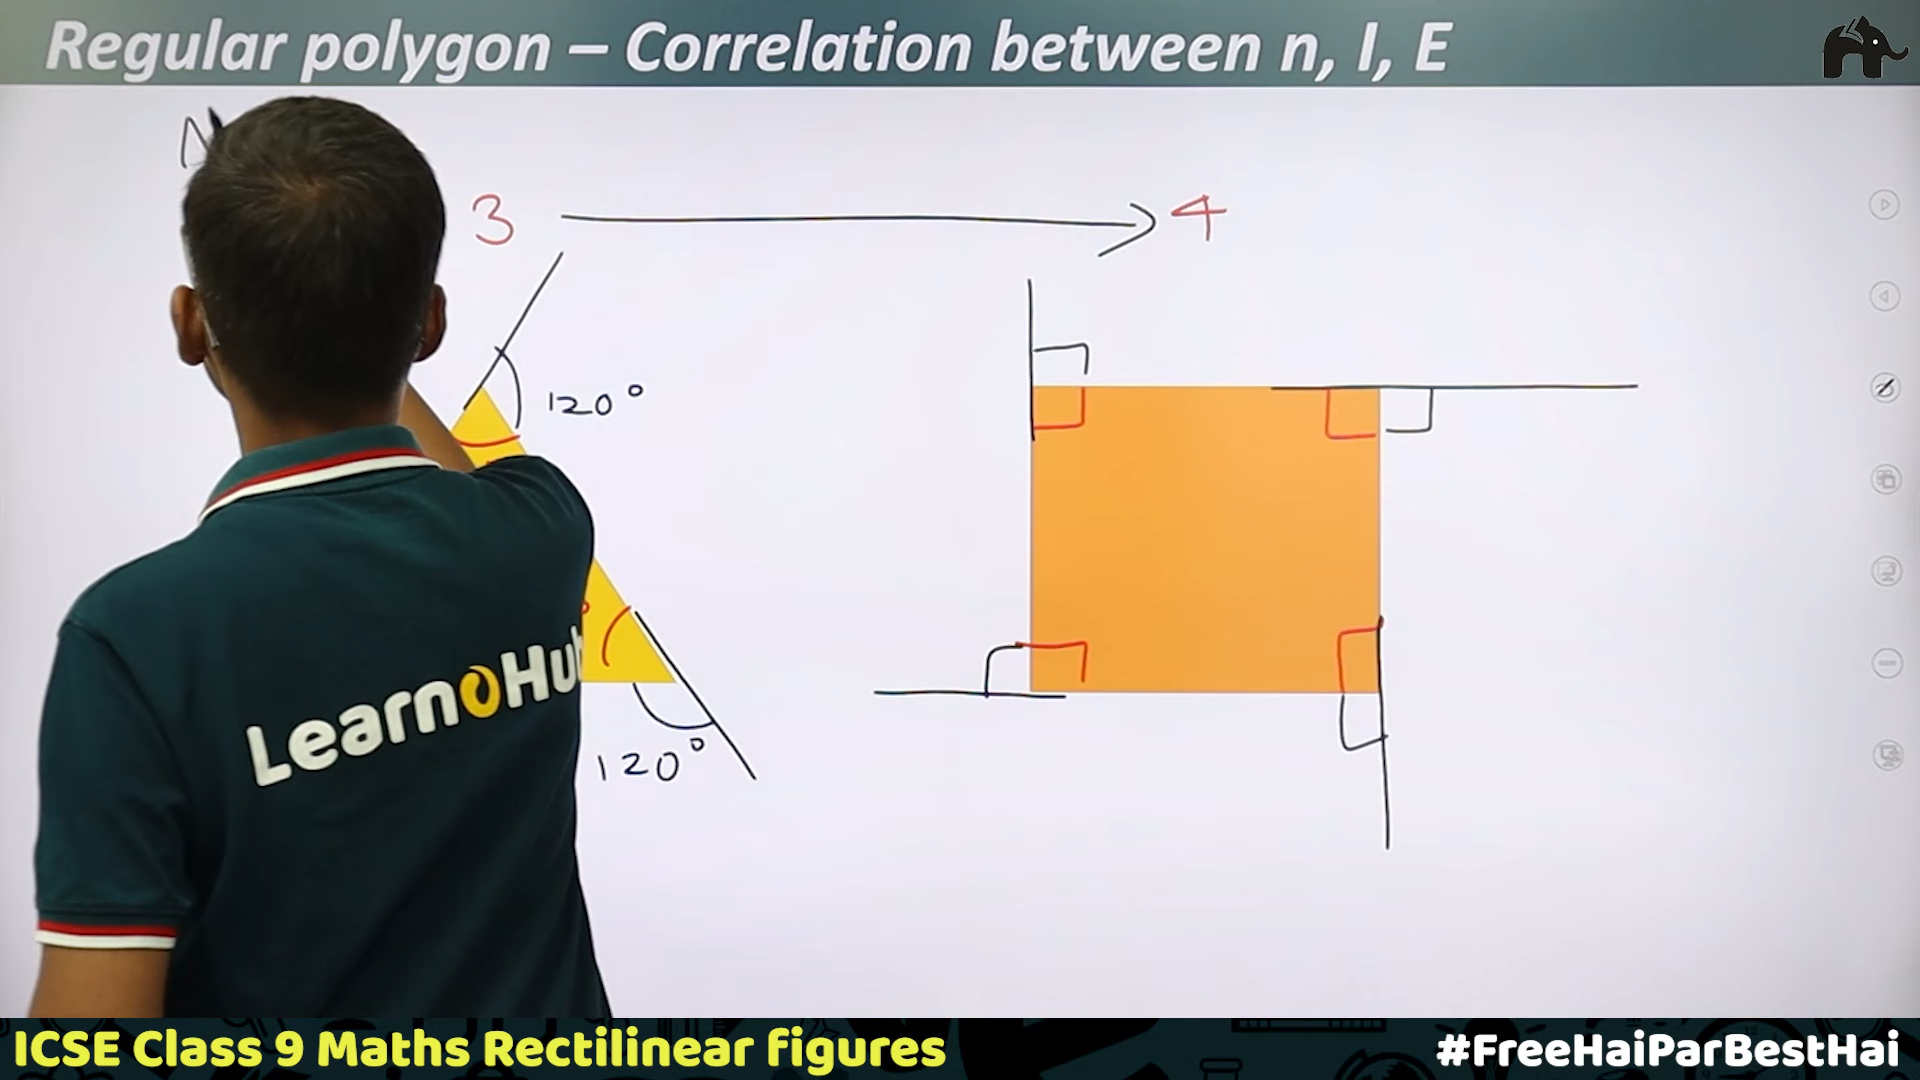 Regular polygon – Correlation between n, I, E
3
4
120°
120°
LearnoHub
ICSE Class 9 Maths Rectilinear figures
#FreeHaiParBestHai